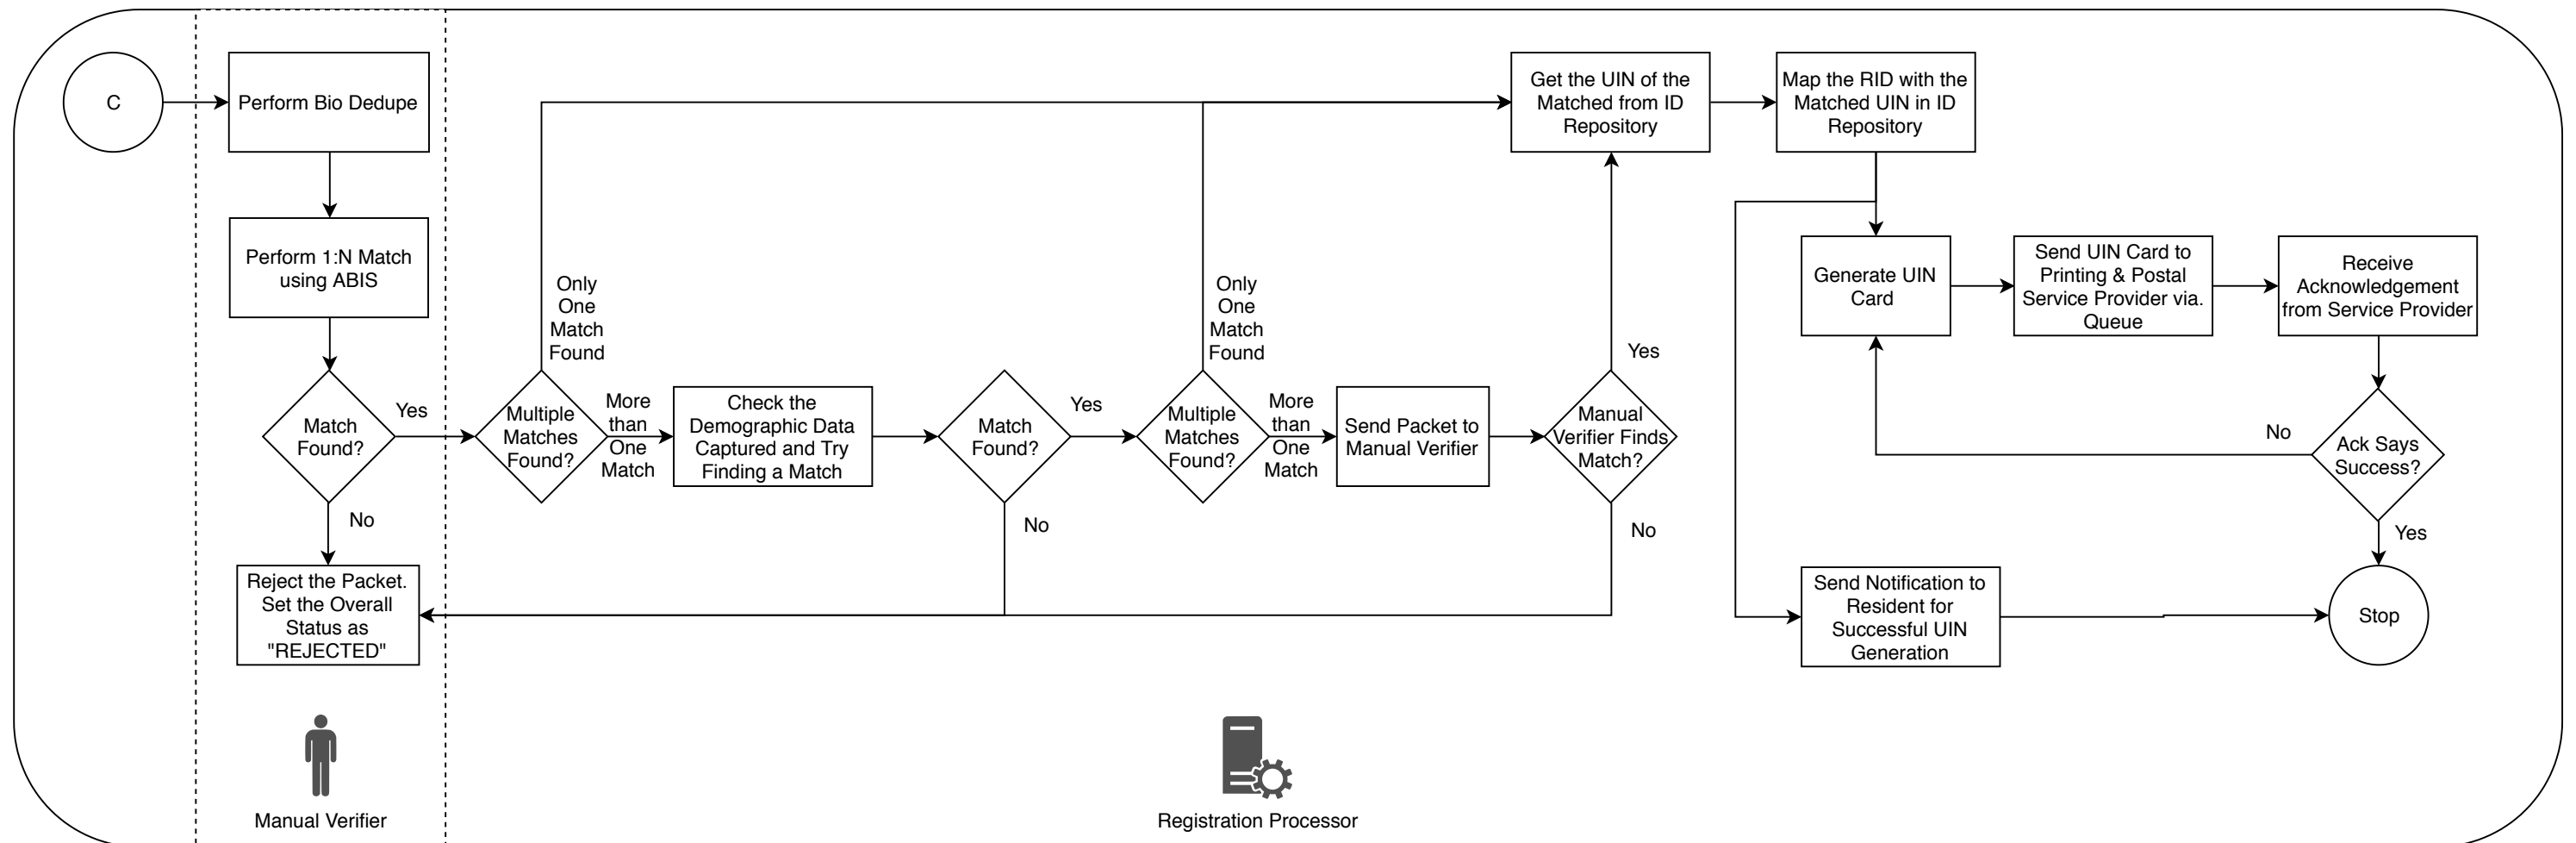 C
Perform Bio Dedupe
Perform 1:N Match
using ABIS
Match
Found?
Yes
No
Reject the Packet.
Set the Overall
Status as
"REJECTED"
Manual Verifier
Multiple
Matches
Found?
Only
One
Match
Found
More
than
One
Match
Check the
Demographic Data
Captured and Try
Finding a Match
Match
Found?
Yes
No
Multiple
Matches
Found?
Only
One
Match
Found
More
than
One
Match
Send Packet to
Manual Verifier
Manual
Verifier Finds
Match?
Yes
No
Get the UIN of the
Matched from ID
Repository
Map the RID with the
Matched UIN in ID
Repository
Generate UIN
Card
Send UIN Card to
Printing & Postal
Service Provider via.
Queue
Receive
Acknowledgement
from Service Provider
Ack Says
Success?
No
Yes
Send Notification to
Resident for
Successful UIN
Generation
Stop
Registration Processor